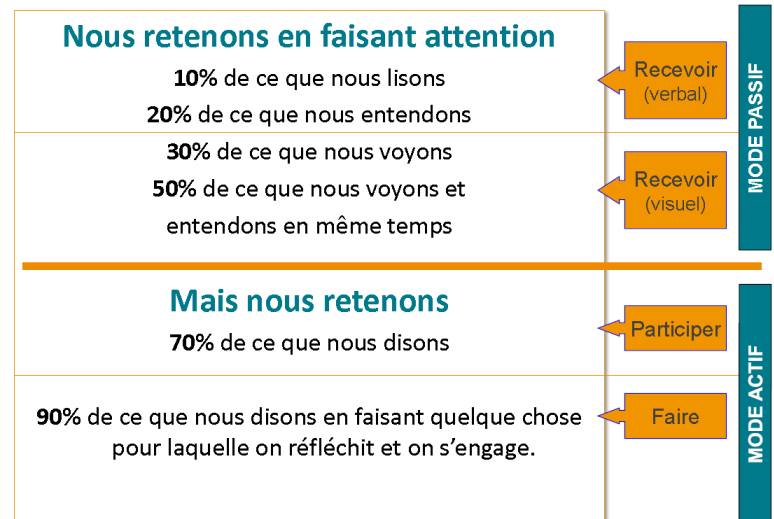 Nous retenons en faisant attention
10% de ce que nous lisons
20% de ce que nous entendons
Recevoir
(verbal)
30% de ce que nous voyons
50% de ce que nous voyons et
entendons en même temps
Recevoir
(visuel)
MODE PASSIF
Mais nous retenons
70% de ce que nous disons
Participer
90% de ce que nous disons en faisant quelque chose
pour laquelle on réfléchit et on s’engage.
Faire
MODE ACTIF